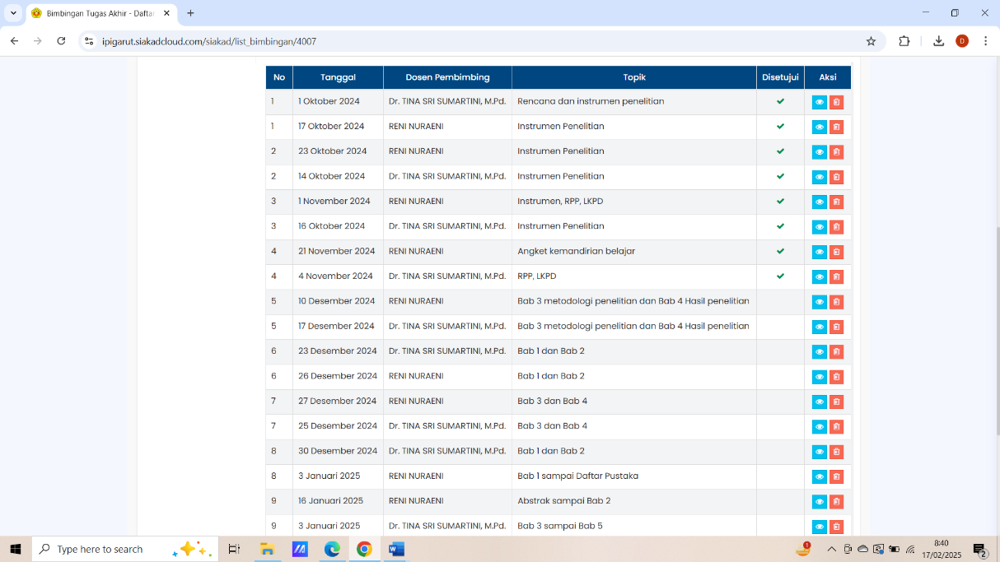 Bimbingan Tugas Akhir - Daftar
ipigarut.siakadcloud.com/siakad/list_bimbingan/4007
D
No Tanggal Dosen Pembimbing Topik Disetujui Aksi
1 1 Oktober 2024 Dr. TINA SRI SUMARTINI, M.Pd. Rencana dan instrumen penelitian
1 17 Oktober 2024 RENI NURAENI Instrumen Penelitian
2 23 Oktober 2024 RENI NURAENI Instrumen Penelitian
2 14 Oktober 2024 Dr. TINA SRI SUMARTINI, M.Pd. Instrumen Penelitian
3 1 November 2024 RENI NURAENI Instrumen, RPP, LKPD
3 16 Oktober 2024 Dr. TINA SRI SUMARTINI, M.Pd. Instrumen Penelitian
4 21 November 2024 RENI NURAENI Angket kemandirian belajar
4 4 November 2024 Dr. TINA SRI SUMARTINI, M.Pd. RPP, LKPD
5 10 Desember 2024 RENI NURAENI Bab 3 metodologi penelitian dan Bab 4 Hasil penelitian
5 17 Desember 2024 Dr. TINA SRI SUMARTINI, M.Pd. Bab 3 metodologi penelitian dan Bab 4 Hasil penelitian
6 23 Desember 2024 Dr. TINA SRI SUMARTINI, M.Pd. Bab 1 dan Bab 2
6 26 Desember 2024 RENI NURAENI Bab 1 dan Bab 2
7 27 Desember 2024 RENI NURAENI Bab 3 dan Bab 4
7 25 Desember 2024 Dr. TINA SRI SUMARTINI, M.Pd. Bab 3 dan Bab 4
8 30 Desember 2024 Dr. TINA SRI SUMARTINI, M.Pd. Bab 1 dan Bab 2
8 3 Januari 2025 RENI NURAENI Bab 1 sampai Daftar Pustaka
9 16 Januari 2025 RENI NURAENI Abstrak sampai Bab 2
9 3 Januari 2025 Dr. TINA SRI SUMARTINI, M.Pd. Bab 3 sampai Bab 5
Type here to search
1
8:40
17/02/2025
2